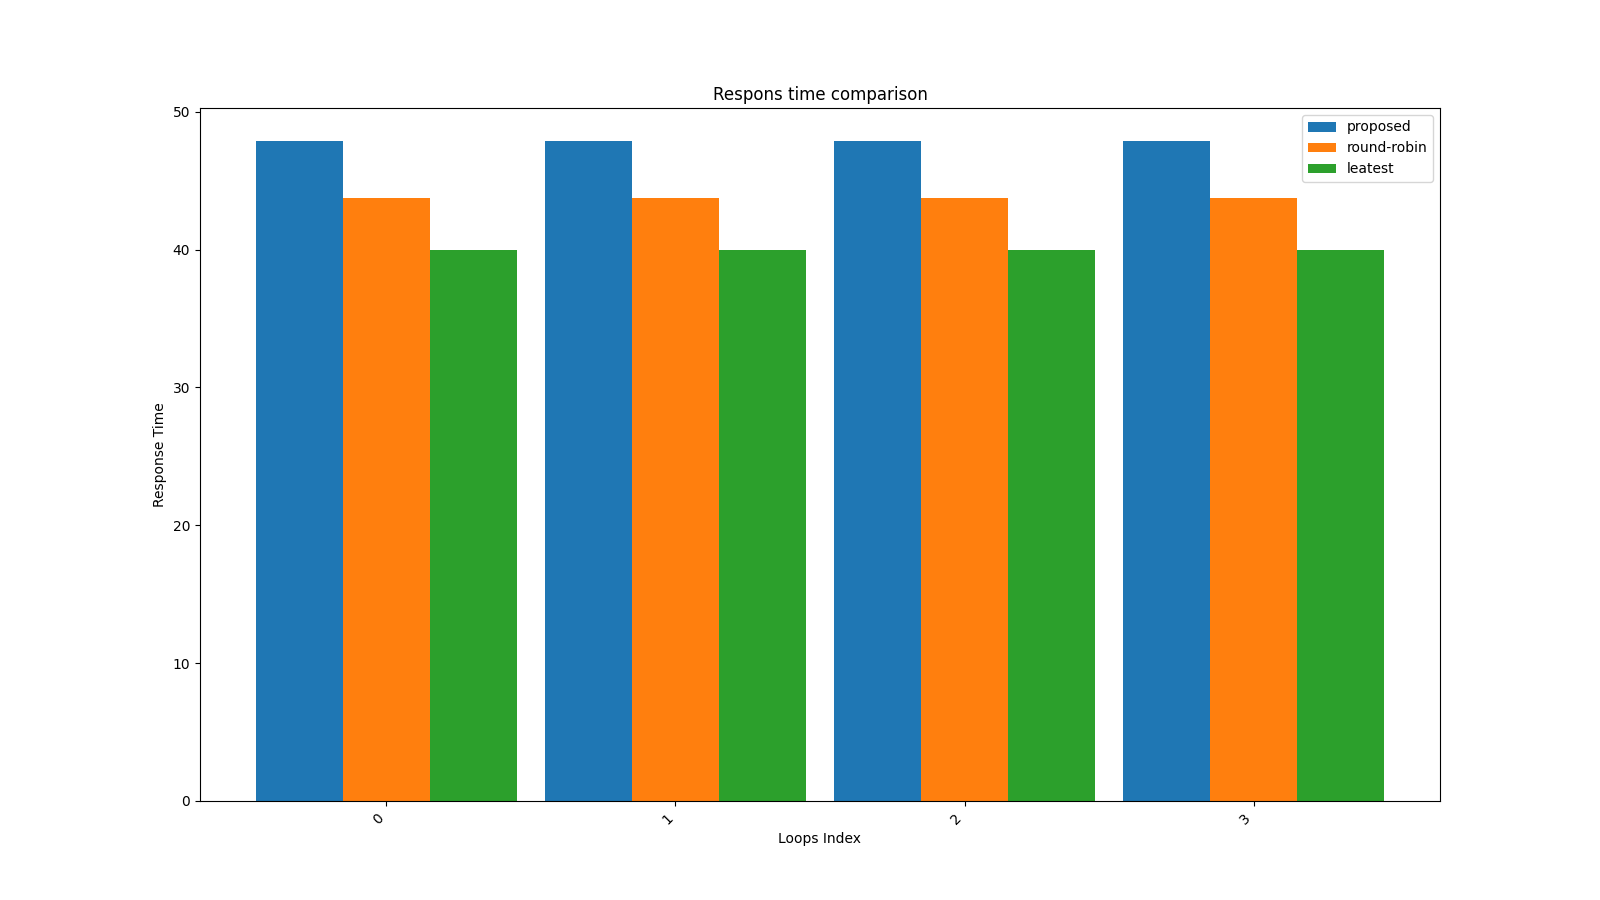 Respons time comparison
50
40
30
20
10
0
Response Time
proposed
round-robin
leatest
0
1
2
3
Loops Index